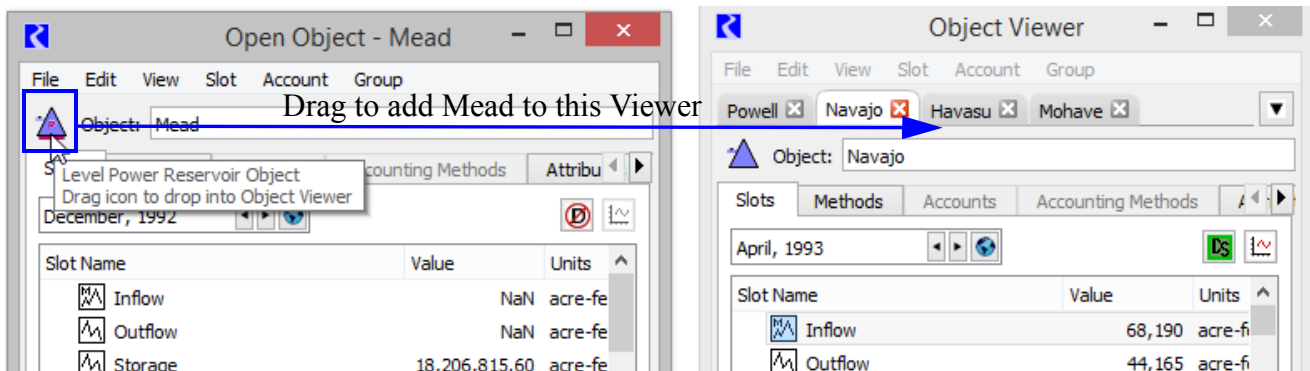 Open Object - Mead
File Edit View Slot Account Group
Object: Mead
Drag to add Mead to this Viewer
Level Power Reservoir Object
Drag icon to drop into Object Viewer
counting Methods Attribu
December, 1992
Slot Name Value Units
Inflow NaN acre-fe
Outflow NaN acre-fe
Storage 18,206,815.60 acre-fe
Object Viewer
File Edit View Slot Account Group
Powell Navajo Havasu Mohave
Object: Navajo
Slots Methods Accounts Accounting Methods
April, 1993
DS
Slot Name Value Units
Inflow 68,190 acre-f
Outflow 44,165 acre-f